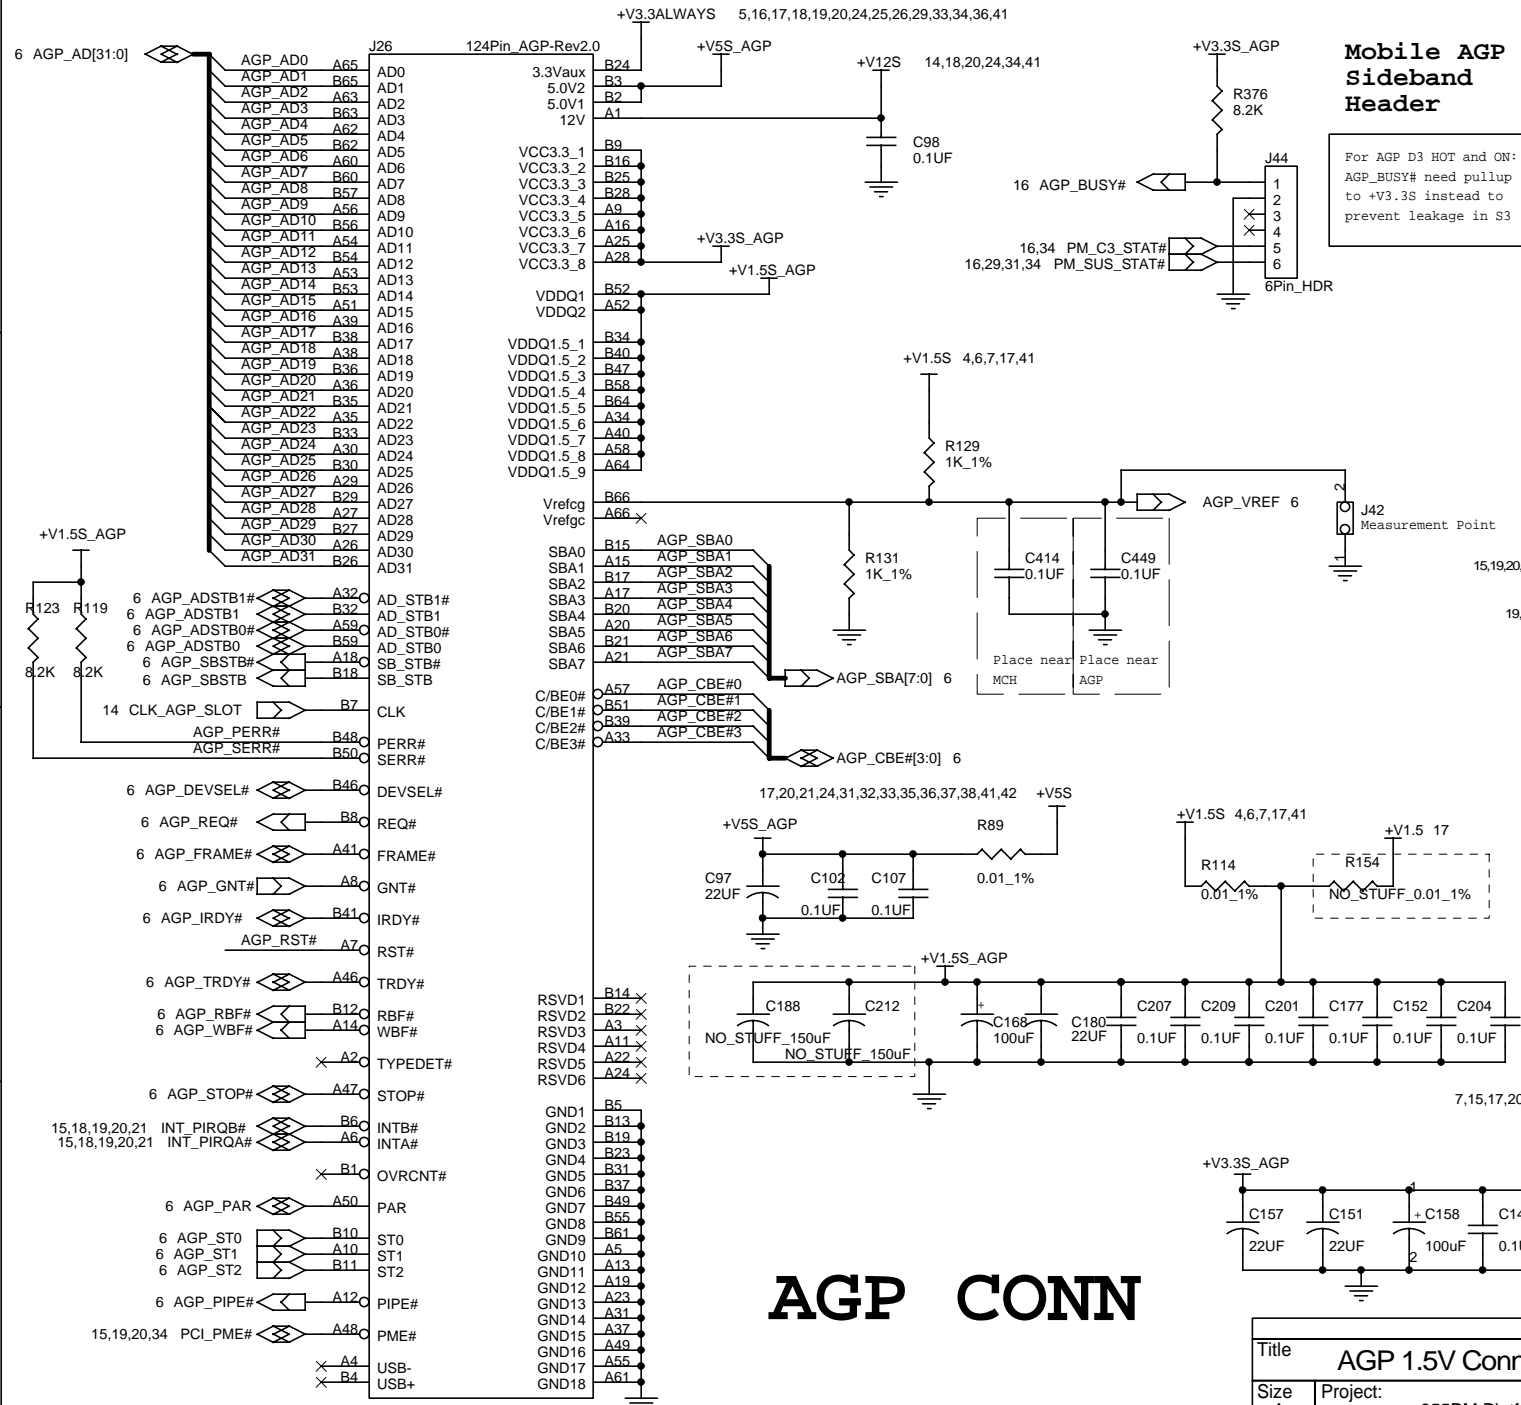 +V3.3ALWAYS 5,16,17,18,19,20,24,25,26,29,33,34,36,41
6 AGP_AD[31:0]
J26 124Pin_AGP-Rev2.0
+V5S_AGP
+V12S 14,18,20,24,34,41
AGP_AD0 A65 AD0
AGP_AD1 B65 AD1
AGP_AD2 A63 AD2
AGP_AD3 B63 AD3
AGP_AD4 A62 AD4
AGP_AD5 B62 AD5
AGP_AD6 A60 AD6
AGP_AD7 B60 AD7
AGP_AD8 B57 AD8
AGP_AD9 A56 AD9
AGP_AD10 B56 AD10
AGP_AD11 A54 AD11
AGP_AD12 B54 AD12
AGP_AD13 A53 AD13
AGP_AD14 B53 AD14
AGP_AD15 A51 AD15
AGP_AD16 A39 AD16
AGP_AD17 B38 AD17
AGP_AD18 A38 AD18
AGP_AD19 B36 AD19
AGP_AD20 A36 AD20
AGP_AD21 B35 AD21
AGP_AD22 A35 AD22
AGP_AD23 B33 AD23
AGP_AD24 A30 AD24
AGP_AD25 B30 AD25
AGP_AD26 A29 AD26
AGP_AD27 B29 AD27
AGP_AD28 A27 AD28
AGP_AD29 B27 AD29
AGP_AD30 A26 AD30
AGP_AD31 B26 AD31
+V1.5S_AGP
R123 R119
8.2K 8.2K
6 AGP_ADSTB1# A32 AD_STB1#
6 AGP_ADSTB1 B32 AD_STB1
6 AGP_ADSTB0# A59 AD_STB0#
6 AGP_ADSTB0 B59 AD_STB0
6 AGP_SBSTB# A18 SB_STB#
6 AGP_SBSTB B18 SB_STB
14 CLK_AGP_SLOT B7 CLK
AGP_PERR# B48 PERR#
AGP_SERR# B50 SERR#
6 AGP_DEVSEL# B46 DEVSEL#
6 AGP_REQ# B8 REQ#
6 AGP_FRAME# A41 FRAME#
6 AGP_GNT# A8 GNT#
6 AGP_IRDY# B41 IRDY#
AGP_RST# A7 RST#
6 AGP_TRDY# A46 TRDY#
6 AGP_RBF# B12 RBF#
6 AGP_WBF# A14 WBF#
A2 TYPEDET#
6 AGP_STOP# A47 STOP#
15,18,19,20,21 INT_PIRQB# B6 INTB#
15,18,19,20,21 INT_PIRQA# A6 INTA#
B1 OVRCNT#
6 AGP_PAR A50 PAR
6 AGP_ST0 B10 ST0
6 AGP_ST1 A10 ST1
6 AGP_ST2 B11 ST2
6 AGP_PIPE# A12 PIPE#
15,19,20,34 PCI_PME# A48 PME#
A4 USB-
B4 USB+
3.3Vaux B24
5.0V2 B3
5.0V1 B2
12V A1
VCC3.3_1 B9
VCC3.3_2 B16
VCC3.3_3 B25
VCC3.3_4 B28
VCC3.3_5 A9
VCC3.3_6 A16
VCC3.3_7 A25
VCC3.3_8 A28
+V3.3S_AGP
+V1.5S_AGP
VDDQ1 B52
VDDQ2 A52
VDDQ1.5_1 B34
VDDQ1.5_2 B40
VDDQ1.5_3 B47
VDDQ1.5_4 B58
VDDQ1.5_5 B64
VDDQ1.5_6 A34
VDDQ1.5_7 A40
VDDQ1.5_8 A58
VDDQ1.5_9 A64
Vrefcg B66
Vrefgc A66
SBA0 B15 AGP_SBA0
SBA1 A15 AGP_SBA1
SBA2 B17 AGP_SBA2
SBA3 A17 AGP_SBA3
SBA4 B20 AGP_SBA4
SBA5 A20 AGP_SBA5
SBA6 B21 AGP_SBA6
SBA7 A21 AGP_SBA7
AGP_SBA[7:0] 6
C/BE0# A57 AGP_CBE#0
C/BE1# B51 AGP_CBE#1
C/BE2# B39 AGP_CBE#2
C/BE3# A33 AGP_CBE#3
AGP_CBE#[3:0] 6
RSVD1 B14
RSVD2 B22
RSVD3 A3
RSVD4 A11
RSVD5 A22
RSVD6 A24
GND1 B5
GND2 B13
GND3 B19
GND4 B23
GND5 B31
GND6 B37
GND7 B49
GND8 B55
GND9 B61
GND10 A5
GND11 A13
GND12 A19
GND13 A23
GND14 A31
GND15 A37
GND16 A49
GND17 A55
GND18 A61
C98
0.1UF
+V3.3S_AGP
R376
8.2K
Mobile AGP
Sideband
Header
For AGP D3 HOT and ON:
AGP_BUSY# need pullup
to +V3.3S instead to
prevent leakage in S3
J44
16 AGP_BUSY# 1
2
3
4
16,34 PM_C3_STAT# 5
16,29,31,34 PM_SUS_STAT# 6
6Pin_HDR
+V1.5S 4,6,7,17,41
R129
1K_1%
AGP_VREF 6
R131
1K_1%
C414
0.1UF
C449
0.1UF
Place near
MCH
Place near
AGP
2
J42
Measurement Point
1
15,19,20,
19,
17,20,21,24,31,32,33,35,36,37,38,41,42 +V5S
+V5S_AGP
R89
0.01_1%
C97
22UF
C102
0.1UF
C107
0.1UF
+V1.5S 4,6,7,17,41
+V1.5 17
R114
0.01_1%
R154
NO_STUFF_0.01_1%
+V1.5S_AGP
C188
NO_STUFF_150uF
C212
NO_STUFF_150uF
+
C168
100uF
C180
22UF
C207
0.1UF
C209
0.1UF
C201
0.1UF
C177
0.1UF
C152
0.1UF
C204
0.1UF
7,15,17,20
+V3.3S_AGP
C157
22UF
C151
22UF
1
+ C158
100uF
2
C14
0.1U
AGP CONN
Title
AGP 1.5V Conn
Size
Project: